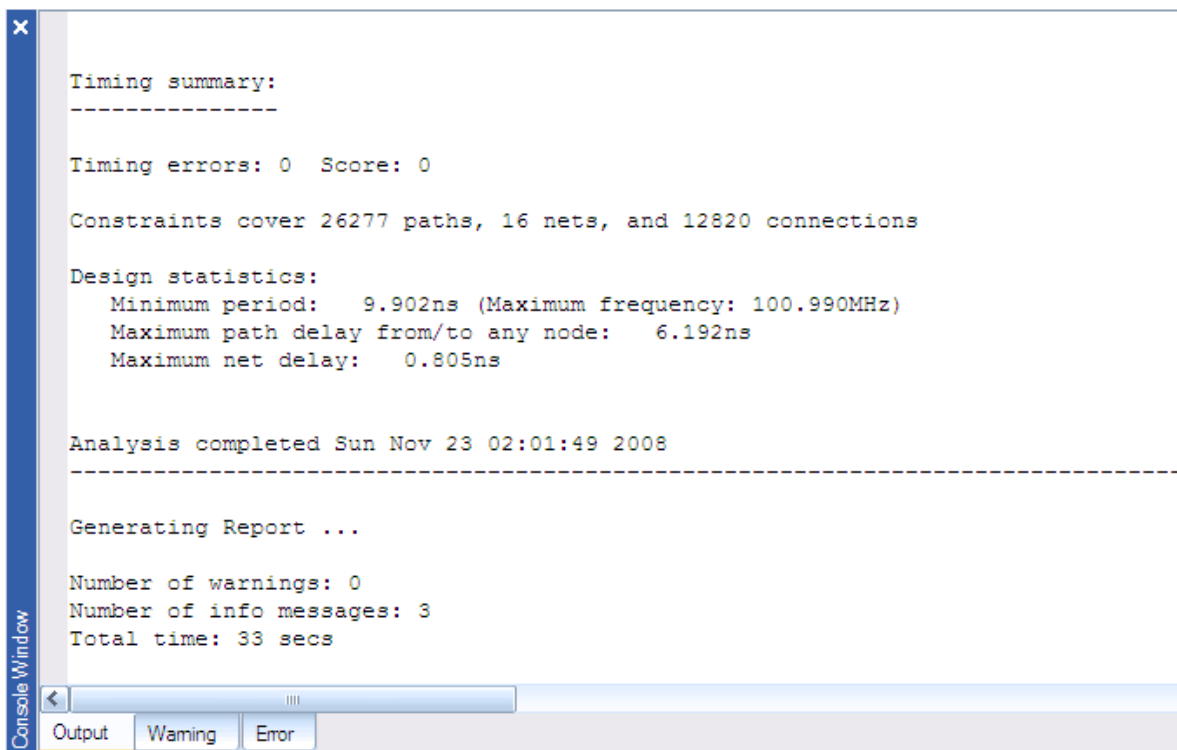 Timing summary:
---------------
Timing errors: 0  Score: 0
Constraints cover 26277 paths, 16 nets, and 12820 connections
Design statistics:
   Minimum period:   9.902ns (Maximum frequency: 100.990MHz)
   Maximum path delay from/to any node:   6.192ns
   Maximum net delay:   0.805ns
Analysis completed Sun Nov 23 02:01:49 2008
--------------------------------------------------------------------------------
Generating Report ...
Number of warnings: 0
Number of info messages: 3
Total time: 33 secs
Console Window
Output
Warning
Error